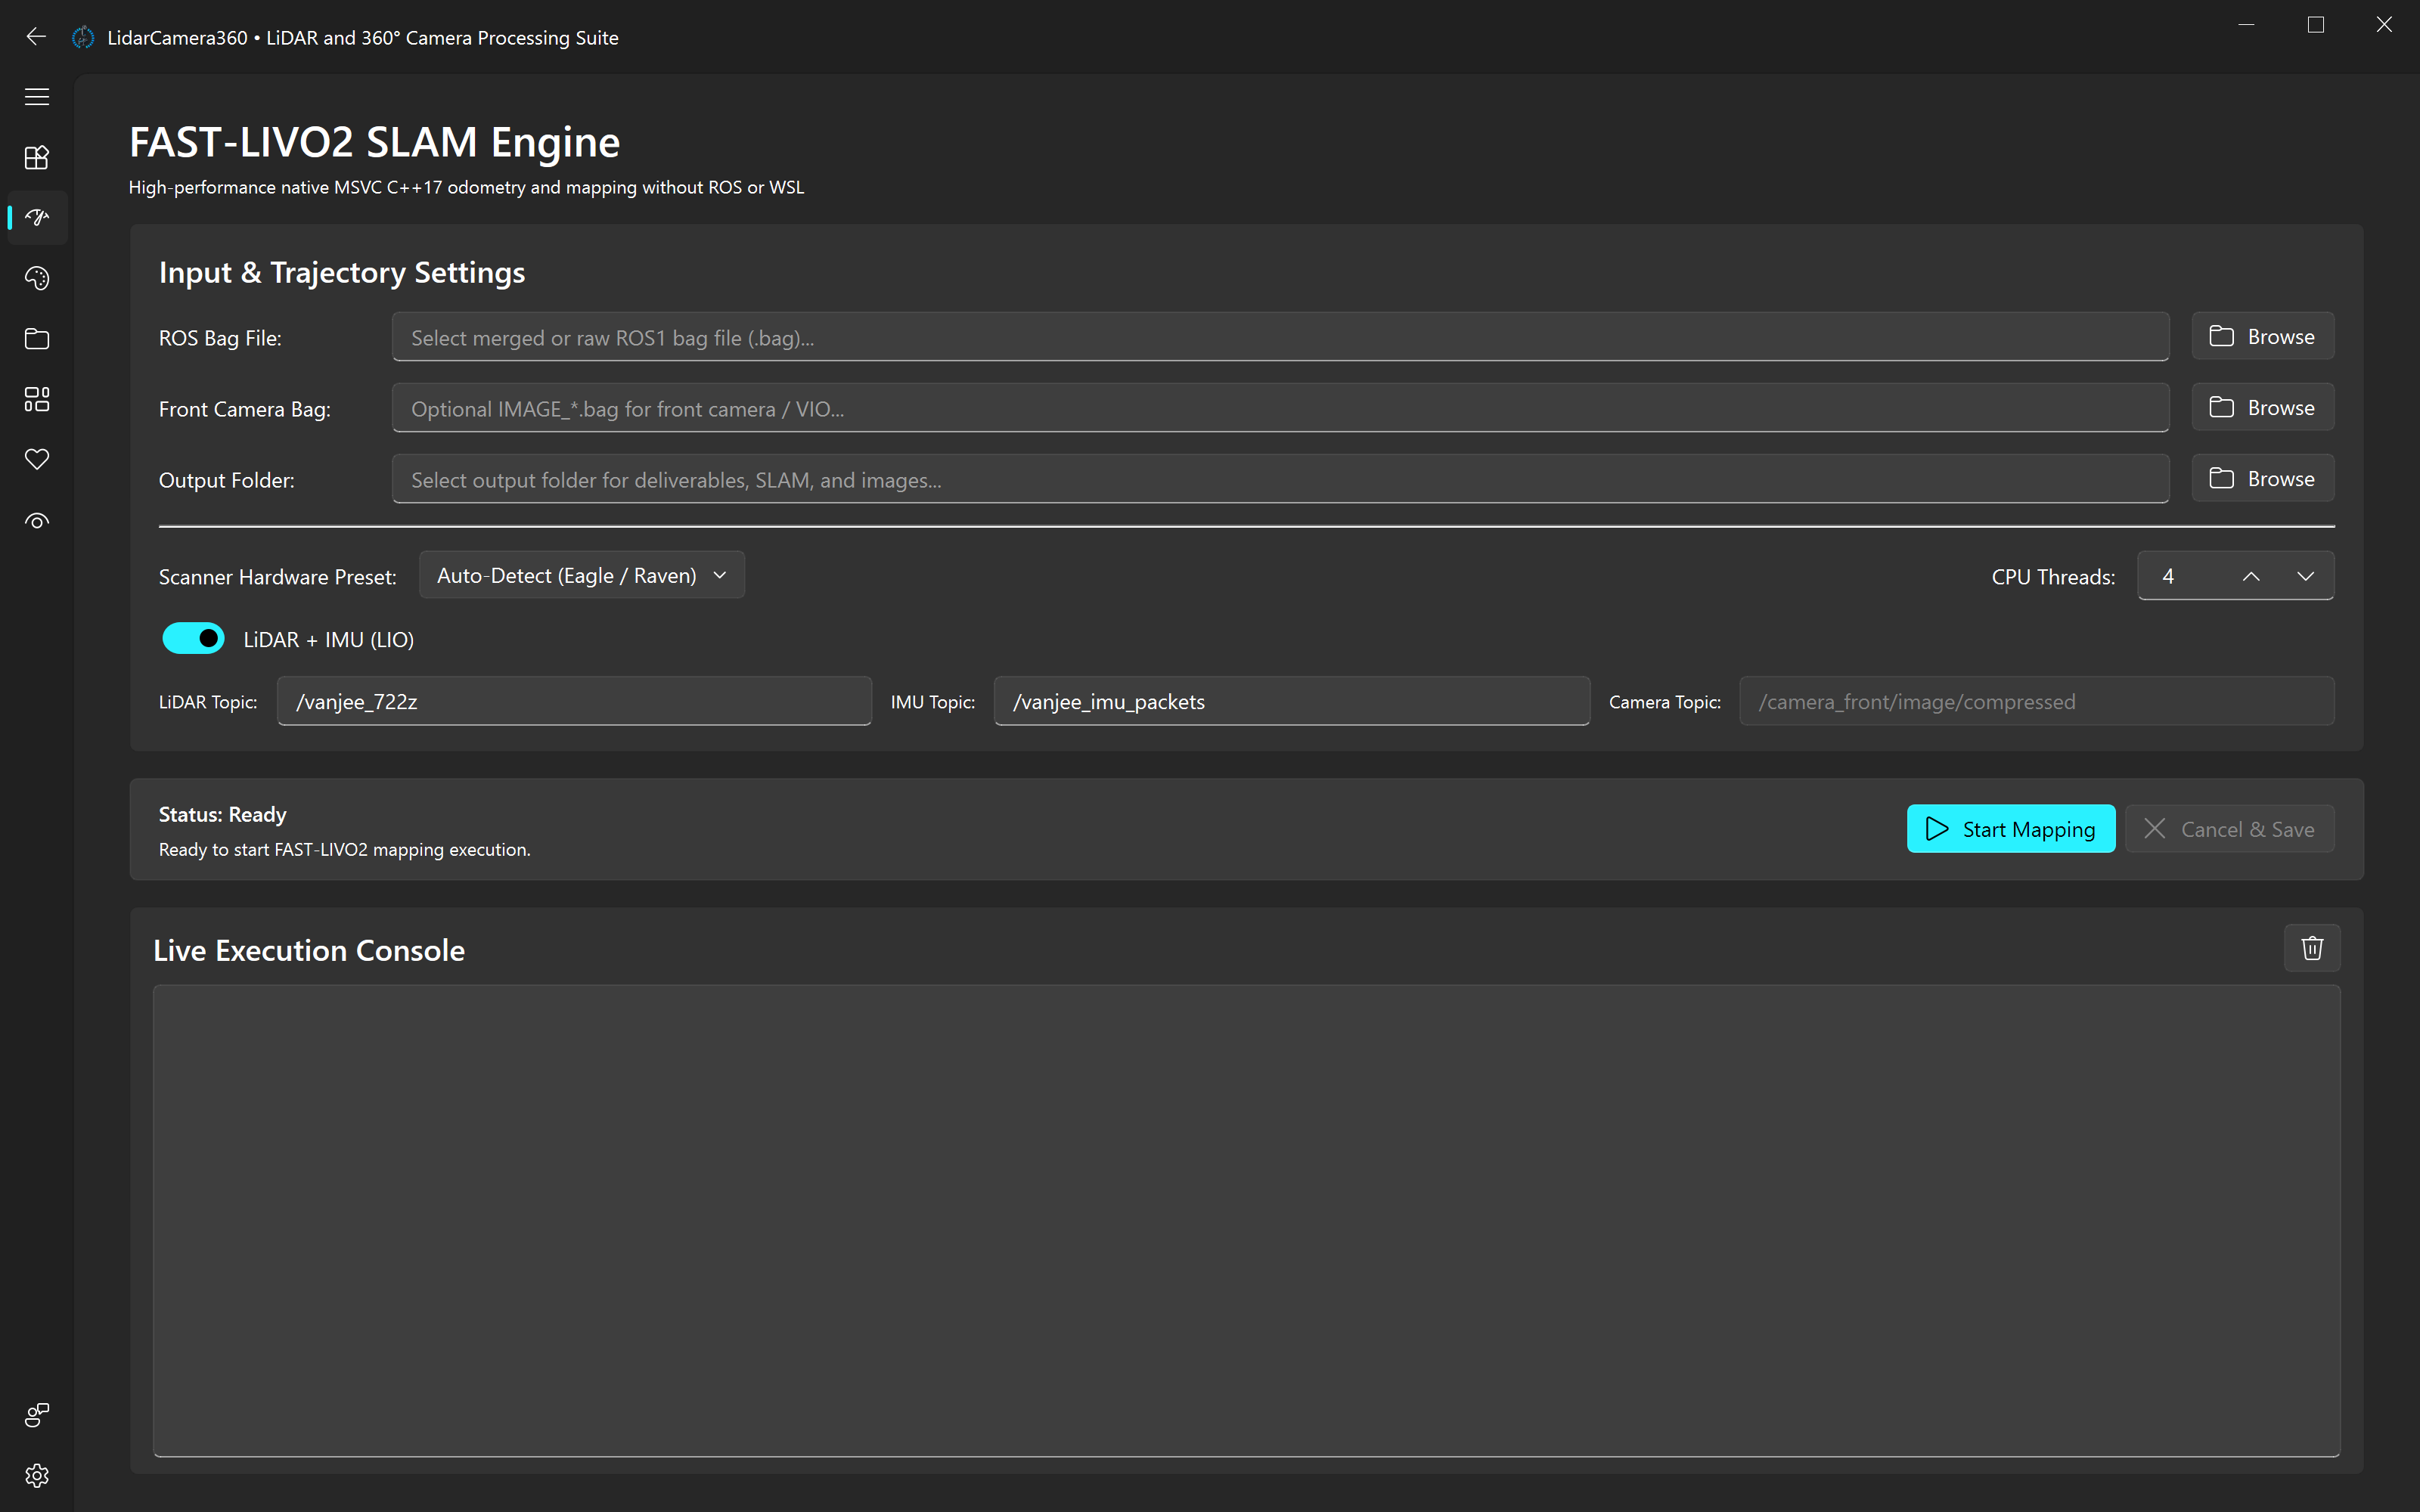 LidarCamera360 • LiDAR and 360° Camera Processing Suite
FAST-LIVO2 SLAM Engine
High-performance native MSVC C++17 odometry and mapping without ROS or WSL
Input & Trajectory Settings
ROS Bag File:
Select merged or raw ROS1 bag file (.bag)...
Browse
Front Camera Bag:
Optional IMAGE_*.bag for front camera / VIO...
Browse
Output Folder:
Select output folder for deliverables, SLAM, and images...
Browse
Scanner Hardware Preset:
Auto-Detect (Eagle / Raven)
CPU Threads:
4
LiDAR + IMU (LIO)
LiDAR Topic:
/vanjee_722z
IMU Topic:
/vanjee_imu_packets
Camera Topic:
/camera_front/image/compressed
Status: Ready
Ready to start FAST-LIVO2 mapping execution.
Start Mapping
Cancel & Save
Live Execution Console